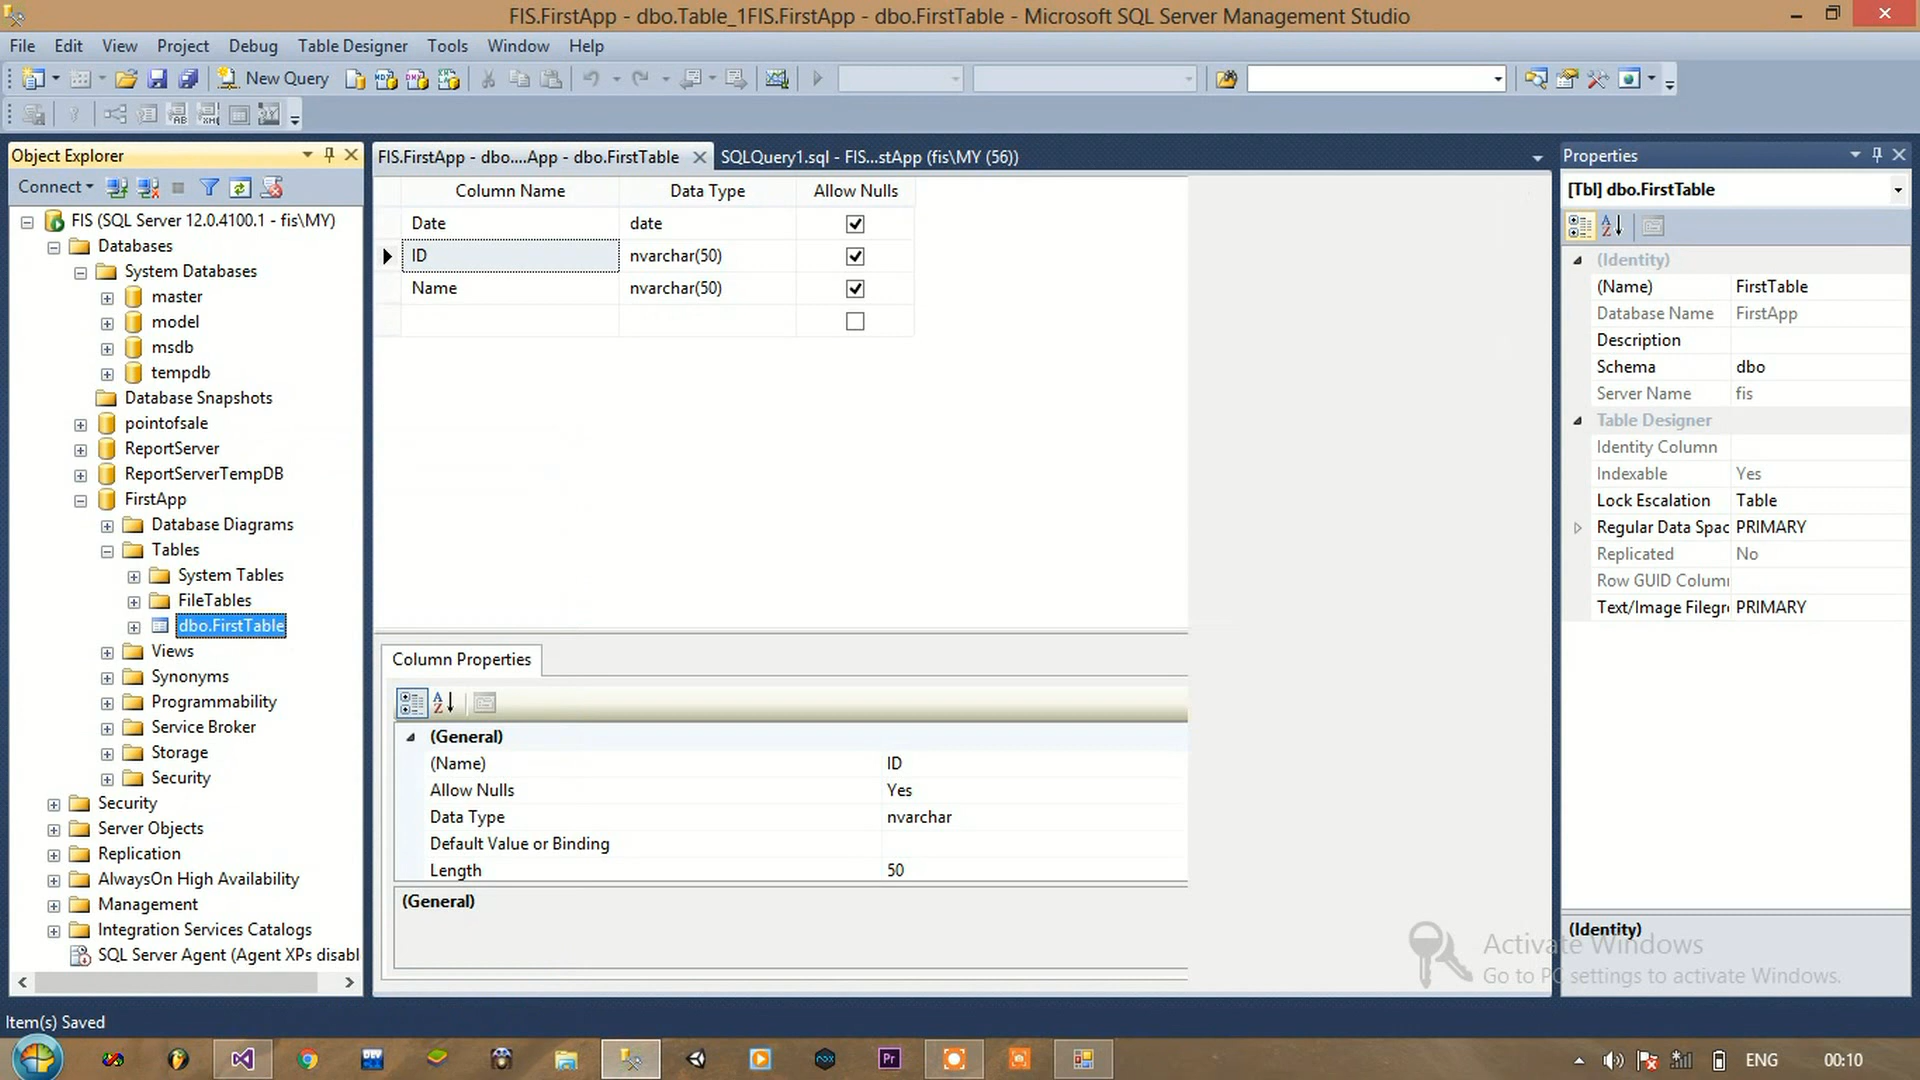 FIS.FirstApp - dbo.Table_1FIS.FirstApp - dbo.FirstTable - Microsoft SQL Server Management Studio
File Edit View Project Debug Table Designer Tools Window Help
New Query
Object Explorer
Connect
FIS (SQL Server 12.0.4100.1 - fis\MY)
Databases
System Databases
master
model
msdb
tempdb
Database Snapshots
pointofsale
ReportServer
ReportServerTempDB
FirstApp
Database Diagrams
Tables
System Tables
FileTables
dbo.FirstTable
Views
Synonyms
Programmability
Service Broker
Storage
Security
Security
Server Objects
Replication
AlwaysOn High Availability
Management
Integration Services Catalogs
SQL Server Agent (Agent XPs disabl
FIS.FirstApp - dbo....App - dbo.FirstTable SQLQuery1.sql - FIS...stApp (fis\MY (56))
Column Name Data Type Allow Nulls
Date date
ID nvarchar(50)
Name nvarchar(50)
Column Properties
(General)
(Name) ID
Allow Nulls Yes
Data Type nvarchar
Default Value or Binding
Length 50
(General)
Properties
[Tbl] dbo.FirstTable
(Identity)
(Name) FirstTable
Database Name FirstApp
Description
Schema dbo
Server Name fis
Table Designer
Identity Column
Indexable Yes
Lock Escalation Table
Regular Data Spac PRIMARY
Replicated No
Row GUID Colum
Text/Image Filegr PRIMARY
(Identity)
Activate Windows
Go to PC settings to activate Windows.
Item(s) Saved
DEV
nox
Pr
ENG 00:10